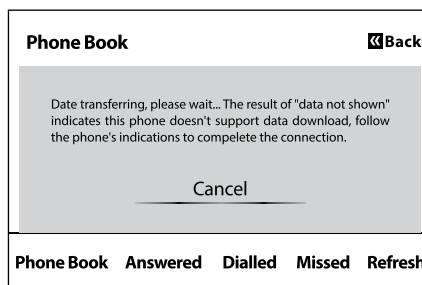 Phone Book Back
Date transferring, please wait... The result of "data not shown"
indicates this phone doesn't support data download, follow
the phone's indications to compelete the connection.
Cancel
Phone Book Answered Dialled Missed Refresh